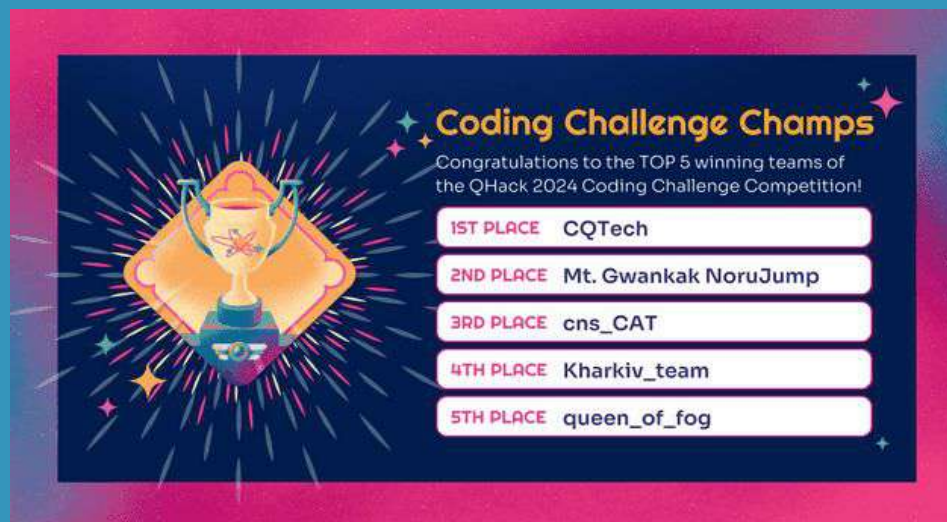 Coding Challenge Champs
Congratulations to the TOP 5 winning teams of
the QHack 2024 Coding Challenge Competition!
1ST PLACE CQTech
2ND PLACE Mt. Gwankak NoruJump
3RD PLACE cns_CAT
4TH PLACE Kharkiv_team
5TH PLACE queen_of_fog